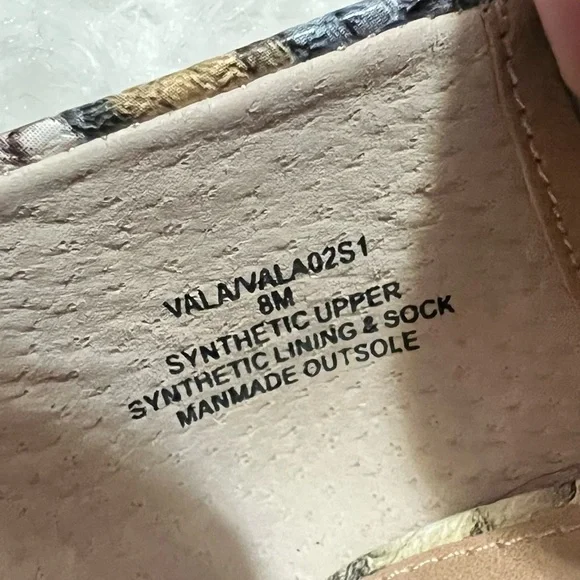 VALA/VALA02S1
8M
SYNTHETIC UPPER
SYNTHETIC LINING & SOCK
MANMADE OUTSOLE